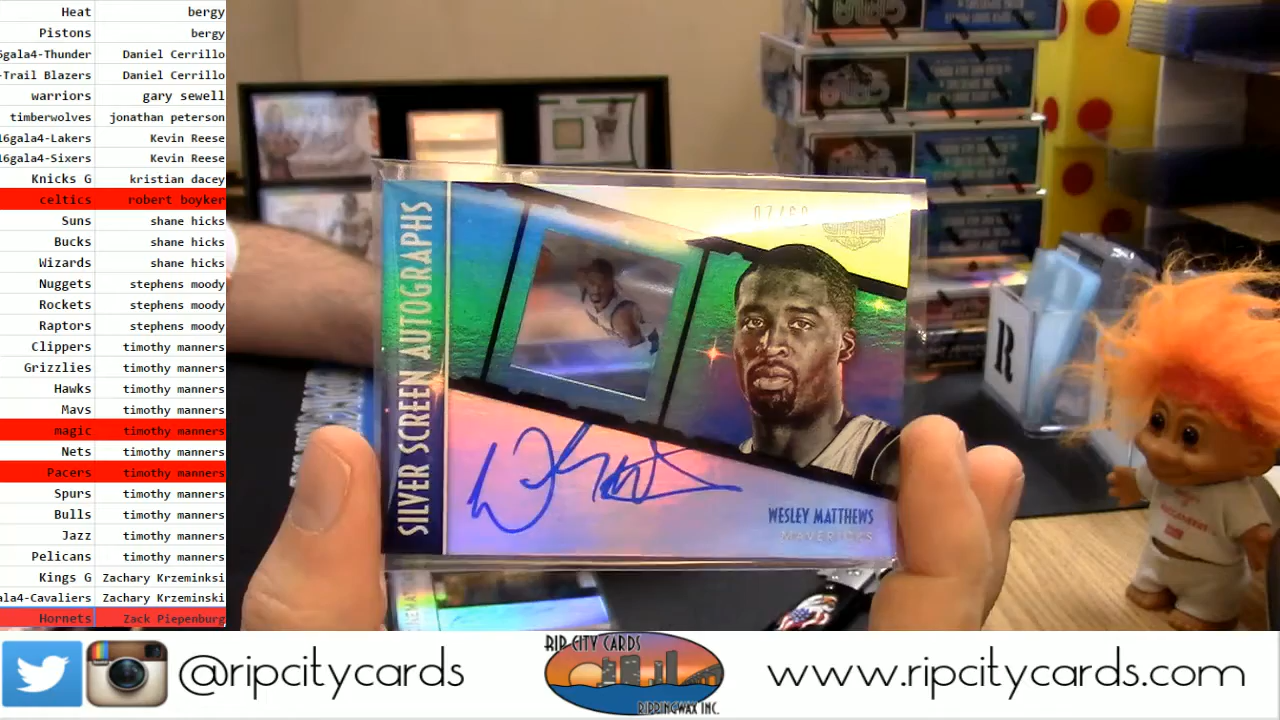 Heat bergy
Pistons bergy
6gala4-Thunder Daniel Cerrillo
-Trail Blazers Daniel Cerrillo
warriors gary sewell
timberwolves jonathan peterson
16gala4-Lakers Kevin Reese
16gala4-Sixers Kevin Reese
Knicks G kristian dacey
celtics robert boyker
Suns shane hicks
Bucks shane hicks
Wizards shane hicks
Nuggets stephens moody
Rockets stephens moody
Raptors stephens moody
Clippers timothy manners
Grizzlies timothy manners
Hawks timothy manners
Mavs timothy manners
magic timothy manners
Nets timothy manners
Pacers timothy manners
Spurs timothy manners
Bulls timothy manners
Jazz timothy manners
Pelicans timothy manners
Kings G Zachary Krzeminksi
ala4-Cavaliers Zachary Krzeminski
Hornets Zack Piepenburg
SILVER SCREEN AUTOGRAPHS
WESLEY MATTHEWS
MAVERICKS
R
@ripcitycards
RIP CITY CARDS
RIPPINGWAX INC.
www.ripcitycards.com